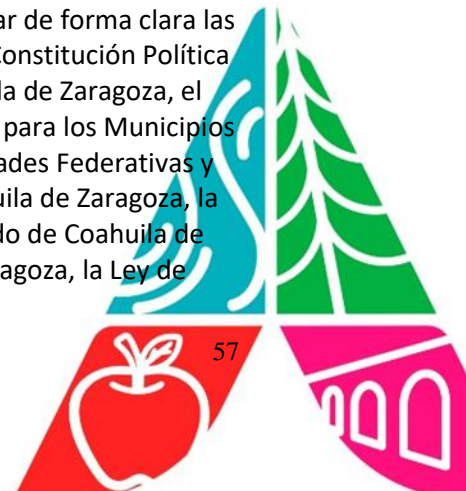 ar de forma clara las
Constitución Política
la de Zaragoza, el
para los Municipios
ades Federativas y
uila de Zaragoza, la
do de Coahuila de
agoza, la Ley de
57